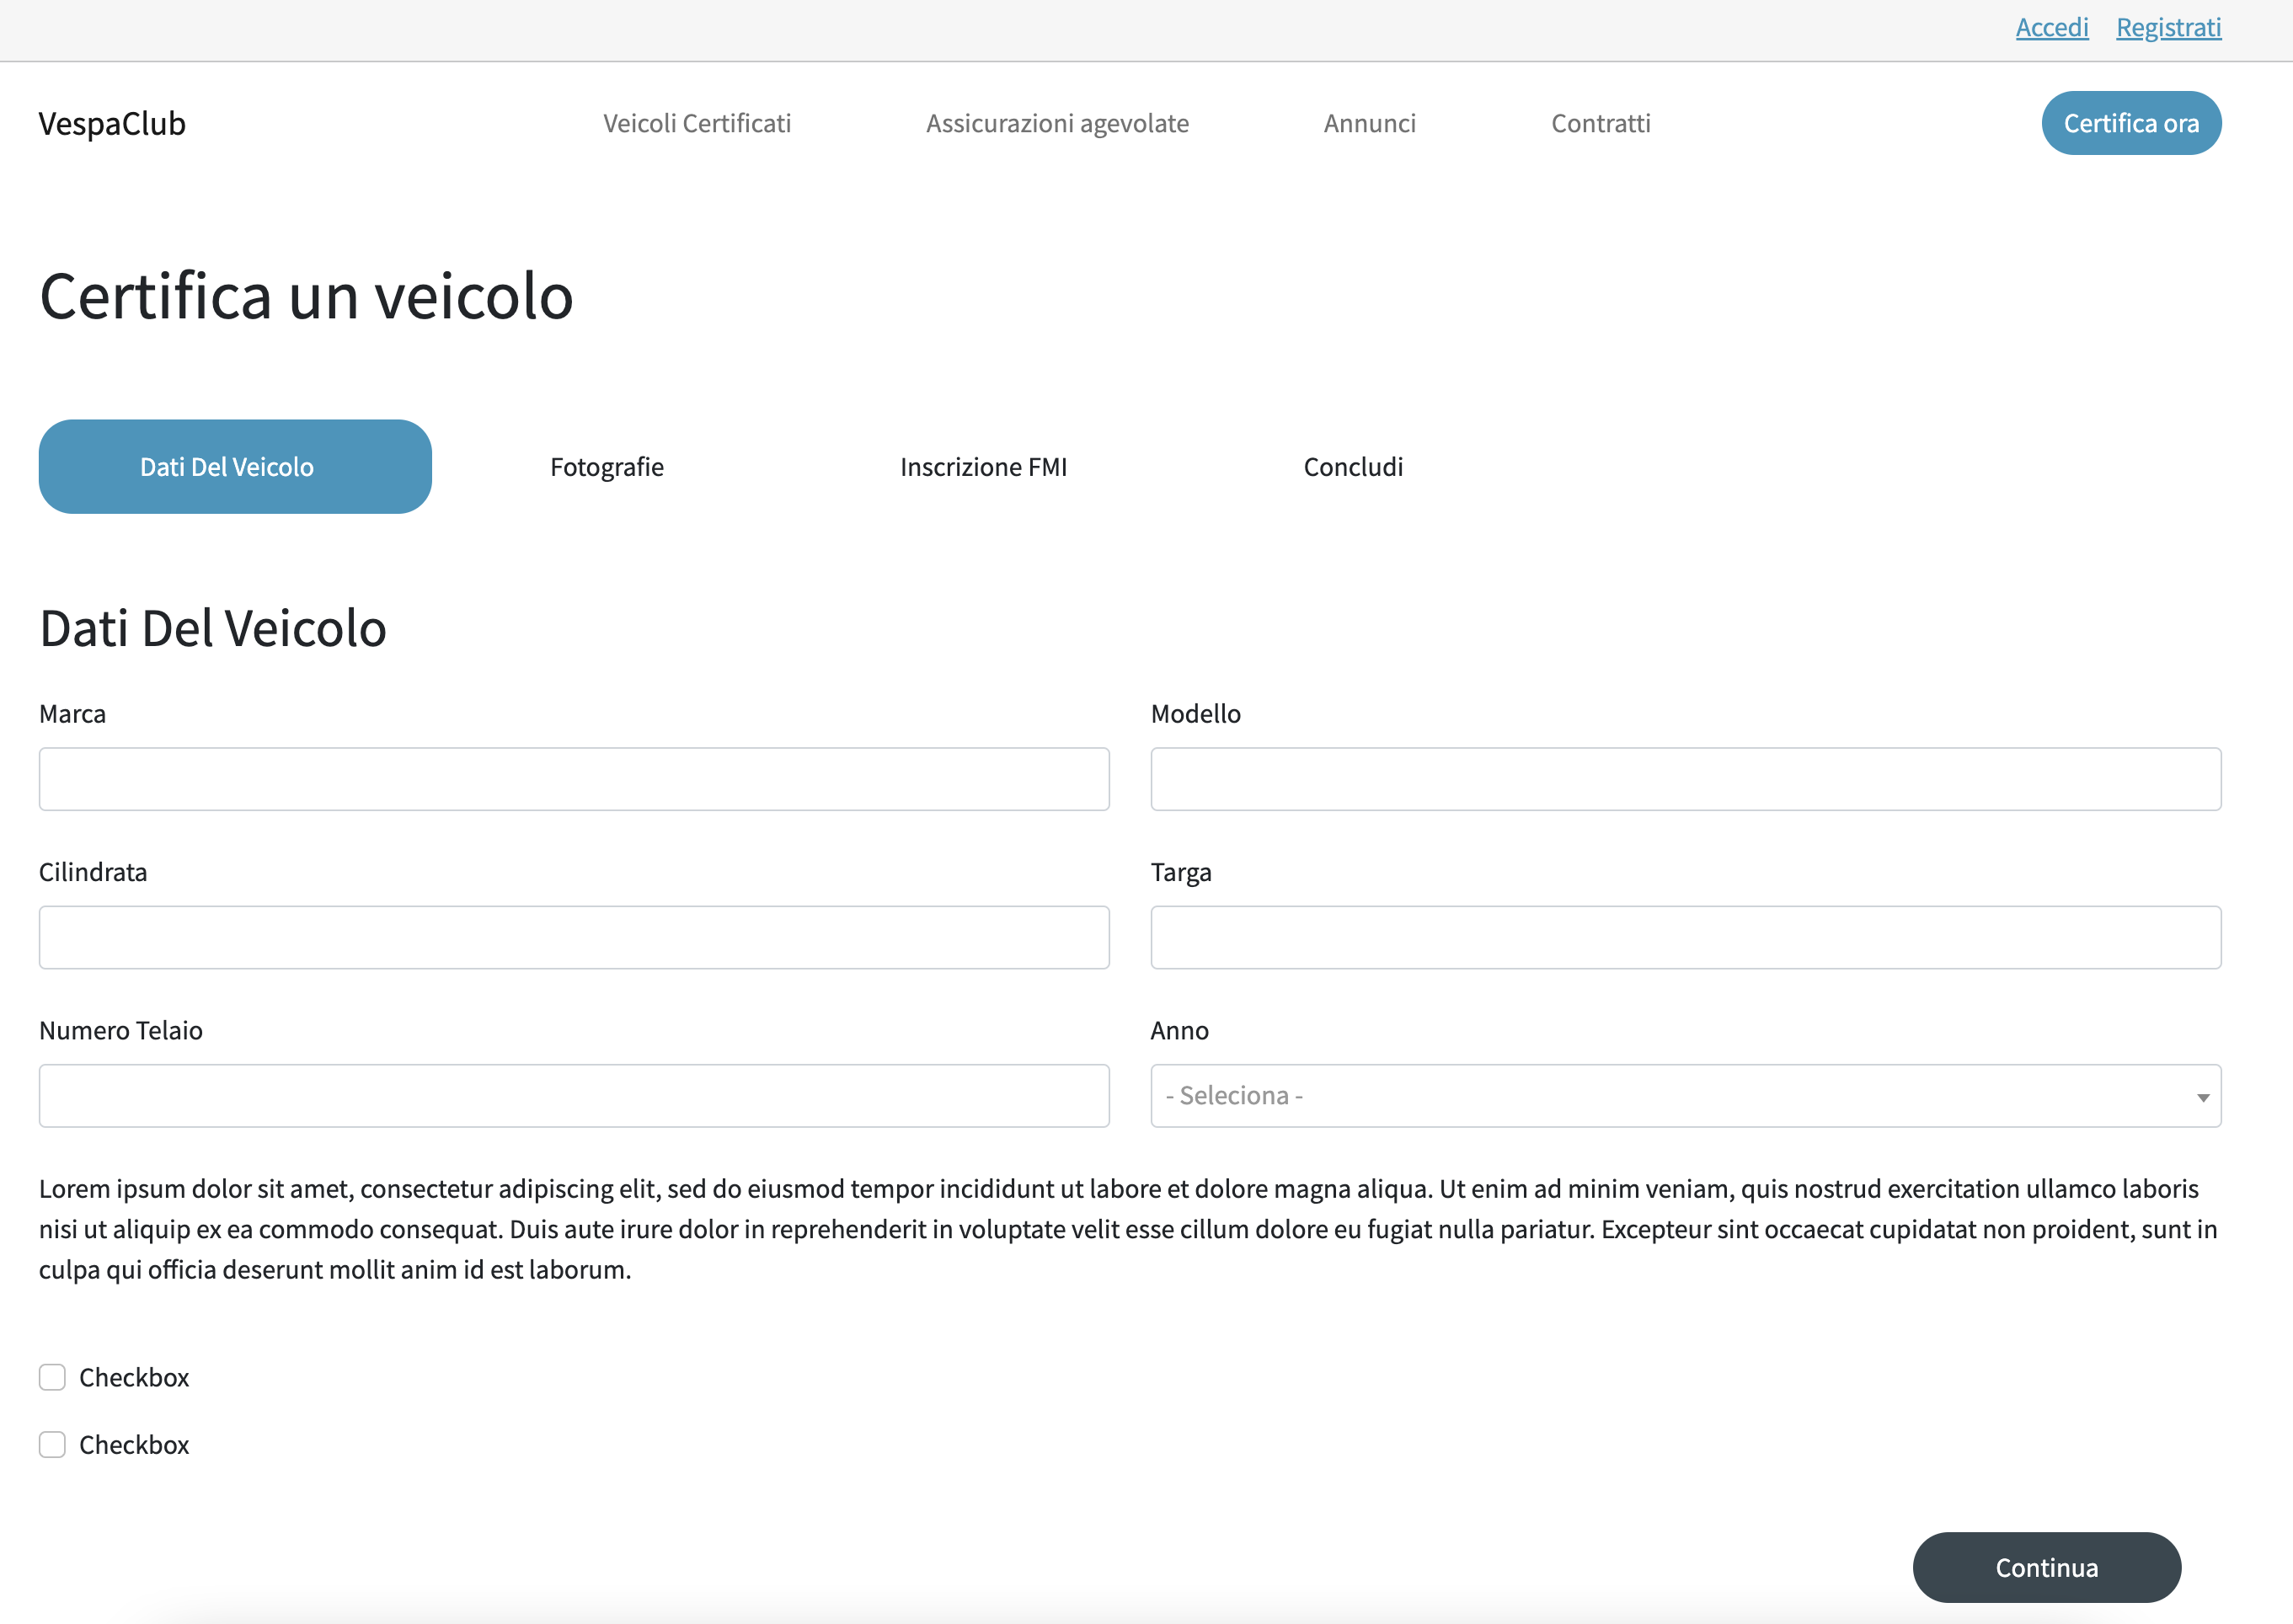 Accedi Registrati
VespaClub Veicoli Certificati Assicurazioni agevolate Annunci Contratti Certifica ora
Certifica un veicolo
Dati Del Veicolo Fotografie Inscrizione FMI Concludi
Dati Del Veicolo
Marca Modello
Cilindrata Targa
Numero Telaio Anno
- Seleciona -
Lorem ipsum dolor sit amet, consectetur adipiscing elit, sed do eiusmod tempor incididunt ut labore et dolore magna aliqua. Ut enim ad minim veniam, quis nostrud exercitation ullamco laboris
nisi ut aliquip ex ea commodo consequat. Duis aute irure dolor in reprehenderit in voluptate velit esse cillum dolore eu fugiat nulla pariatur. Excepteur sint occaecat cupidatat non proident, sunt in
culpa qui officia deserunt mollit anim id est laborum.
Checkbox
Checkbox
Continua